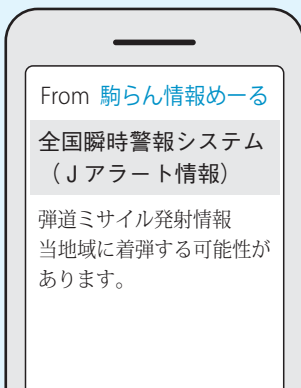 From 駒らん情報めーる
全国瞬時警報システム
（Ｊアラート情報）
弾道ミサイル発射情報
当地域に着弾する可能性が
あります。